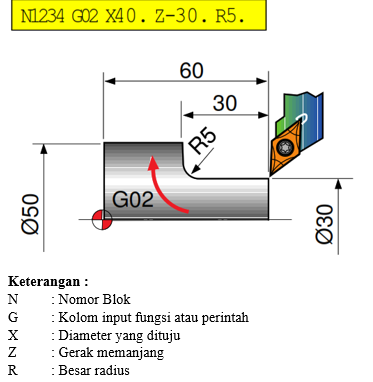 N1234 G02 X40. Z-30. R5.
60
30
R5
G02
Ø50
Ø30
Keterangan :
N : Nomor Blok
G : Kolom input fungsi atau perintah
X : Diameter yang dituju
Z : Gerak memanjang
R : Besar radius